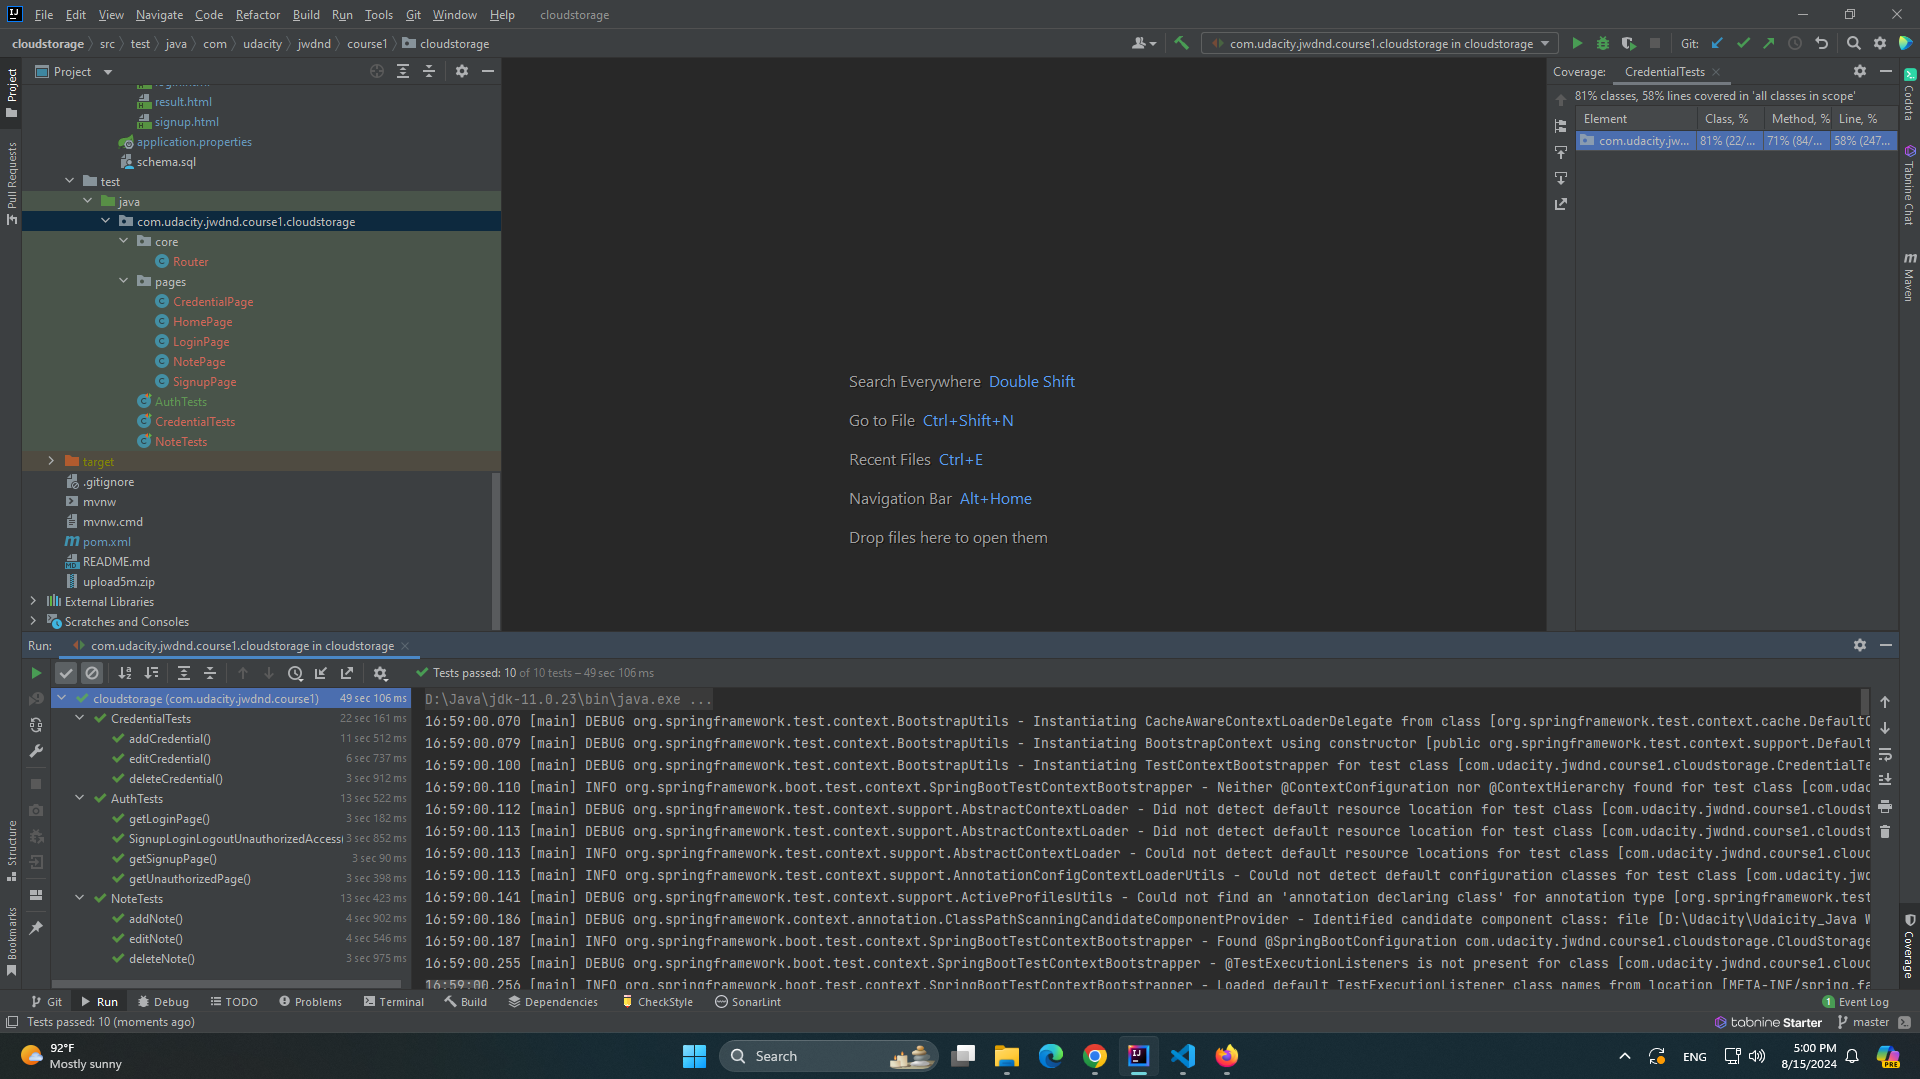 File Edit View Navigate Code Refactor Build Run Tools Git Window Help cloudstorage
cloudstorage src test java com udacity jwdnd course1 cloudstorage
com.udacity.jwdnd.course1.cloudstorage in cloudstorage
Git:
Project
Project
Pull Requests
Structure
Bookmarks
result.html
signup.html
application.properties
schema.sql
test
java
com.udacity.jwdnd.course1.cloudstorage
core
Router
pages
CredentialPage
HomePage
LoginPage
NotePage
SignupPage
AuthTests
CredentialTests
NoteTests
target
.gitignore
mvnw
mvnw.cmd
pom.xml
README.md
upload5m.zip
External Libraries
Scratches and Consoles
Search Everywhere Double Shift
Go to File Ctrl+Shift+N
Recent Files Ctrl+E
Navigation Bar Alt+Home
Drop files here to open them
Coverage: CredentialTests
81% classes, 58% lines covered in 'all classes in scope'
Element Class, % Method, % Line, %
com.udacity.jw... 81% (22/... 71% (84/... 58% (247...
Codota
Tabnine Chat
Maven
Coverage
Run: com.udacity.jwdnd.course1.cloudstorage in cloudstorage
Tests passed: 10 of 10 tests – 49 sec 106 ms
cloudstorage (com.udacity.jwdnd.course1) 49 sec 106 ms
CredentialTests 22 sec 161 ms
addCredential() 11 sec 512 ms
editCredential() 6 sec 737 ms
deleteCredential() 3 sec 912 ms
AuthTests 13 sec 522 ms
getLoginPage() 3 sec 182 ms
SignupLoginLogoutUnauthorizedAccess( 3 sec 852 ms
getSignupPage() 3 sec 90 ms
getUnauthorizedPage() 3 sec 398 ms
NoteTests 13 sec 423 ms
addNote() 4 sec 902 ms
editNote() 4 sec 546 ms
deleteNote() 3 sec 975 ms
D:\Java\jdk-11.0.23\bin\java.exe ...
16:59:00.070 [main] DEBUG org.springframework.test.context.BootstrapUtils - Instantiating CacheAwareContextLoaderDelegate from class [org.springframework.test.context.cache.DefaultC
16:59:00.079 [main] DEBUG org.springframework.test.context.BootstrapUtils - Instantiating BootstrapContext using constructor [public org.springframework.test.context.support.Default
16:59:00.100 [main] DEBUG org.springframework.test.context.BootstrapUtils - Instantiating TestContextBootstrapper for test class [com.udacity.jwdnd.course1.cloudstorage.CredentialTe
16:59:00.110 [main] INFO org.springframework.boot.test.context.SpringBootTestContextBootstrapper - Neither @ContextConfiguration nor @ContextHierarchy found for test class [com.udac
16:59:00.112 [main] DEBUG org.springframework.test.context.support.AbstractContextLoader - Did not detect default resource location for test class [com.udacity.jwdnd.course1.cloudst
16:59:00.113 [main] DEBUG org.springframework.test.context.support.AbstractContextLoader - Did not detect default resource location for test class [com.udacity.jwdnd.course1.cloudst
16:59:00.113 [main] INFO org.springframework.test.context.support.AbstractContextLoader - Could not detect default resource locations for test class [com.udacity.jwdnd.course1.cloud
16:59:00.113 [main] INFO org.springframework.test.context.support.AnnotationConfigContextLoaderUtils - Could not detect default configuration classes for test class [com.udacity.jwd
16:59:00.141 [main] DEBUG org.springframework.test.context.support.ActiveProfilesUtils - Could not find an 'annotation declaring class' for annotation type [org.springframework.test
16:59:00.186 [main] DEBUG org.springframework.context.annotation.ClassPathScanningCandidateComponentProvider - Identified candidate component class: file [D:\Udacity\Udaicity_Java W
16:59:00.187 [main] INFO org.springframework.boot.test.context.SpringBootTestContextBootstrapper - Found @SpringBootConfiguration com.udacity.jwdnd.course1.cloudstorage.CloudStorage
16:59:00.255 [main] DEBUG org.springframework.boot.test.context.SpringBootTestContextBootstrapper - @TestExecutionListeners is not present for class [com.udacity.jwdnd.course1.cloud
16:59:00.256 [main] INFO org.springframework.boot.test.context.SpringBootTestContextBootstrapper - Loaded default TestExecutionListener class names from location [META-INF/spring.fa
Git Run Debug TODO Problems Terminal Build Dependencies CheckStyle SonarLint
1 Event Log
Tests passed: 10 (moments ago)
tabnine Starter master
92°F
Mostly sunny
Search
ENG
5:00 PM
8/15/2024
PRE